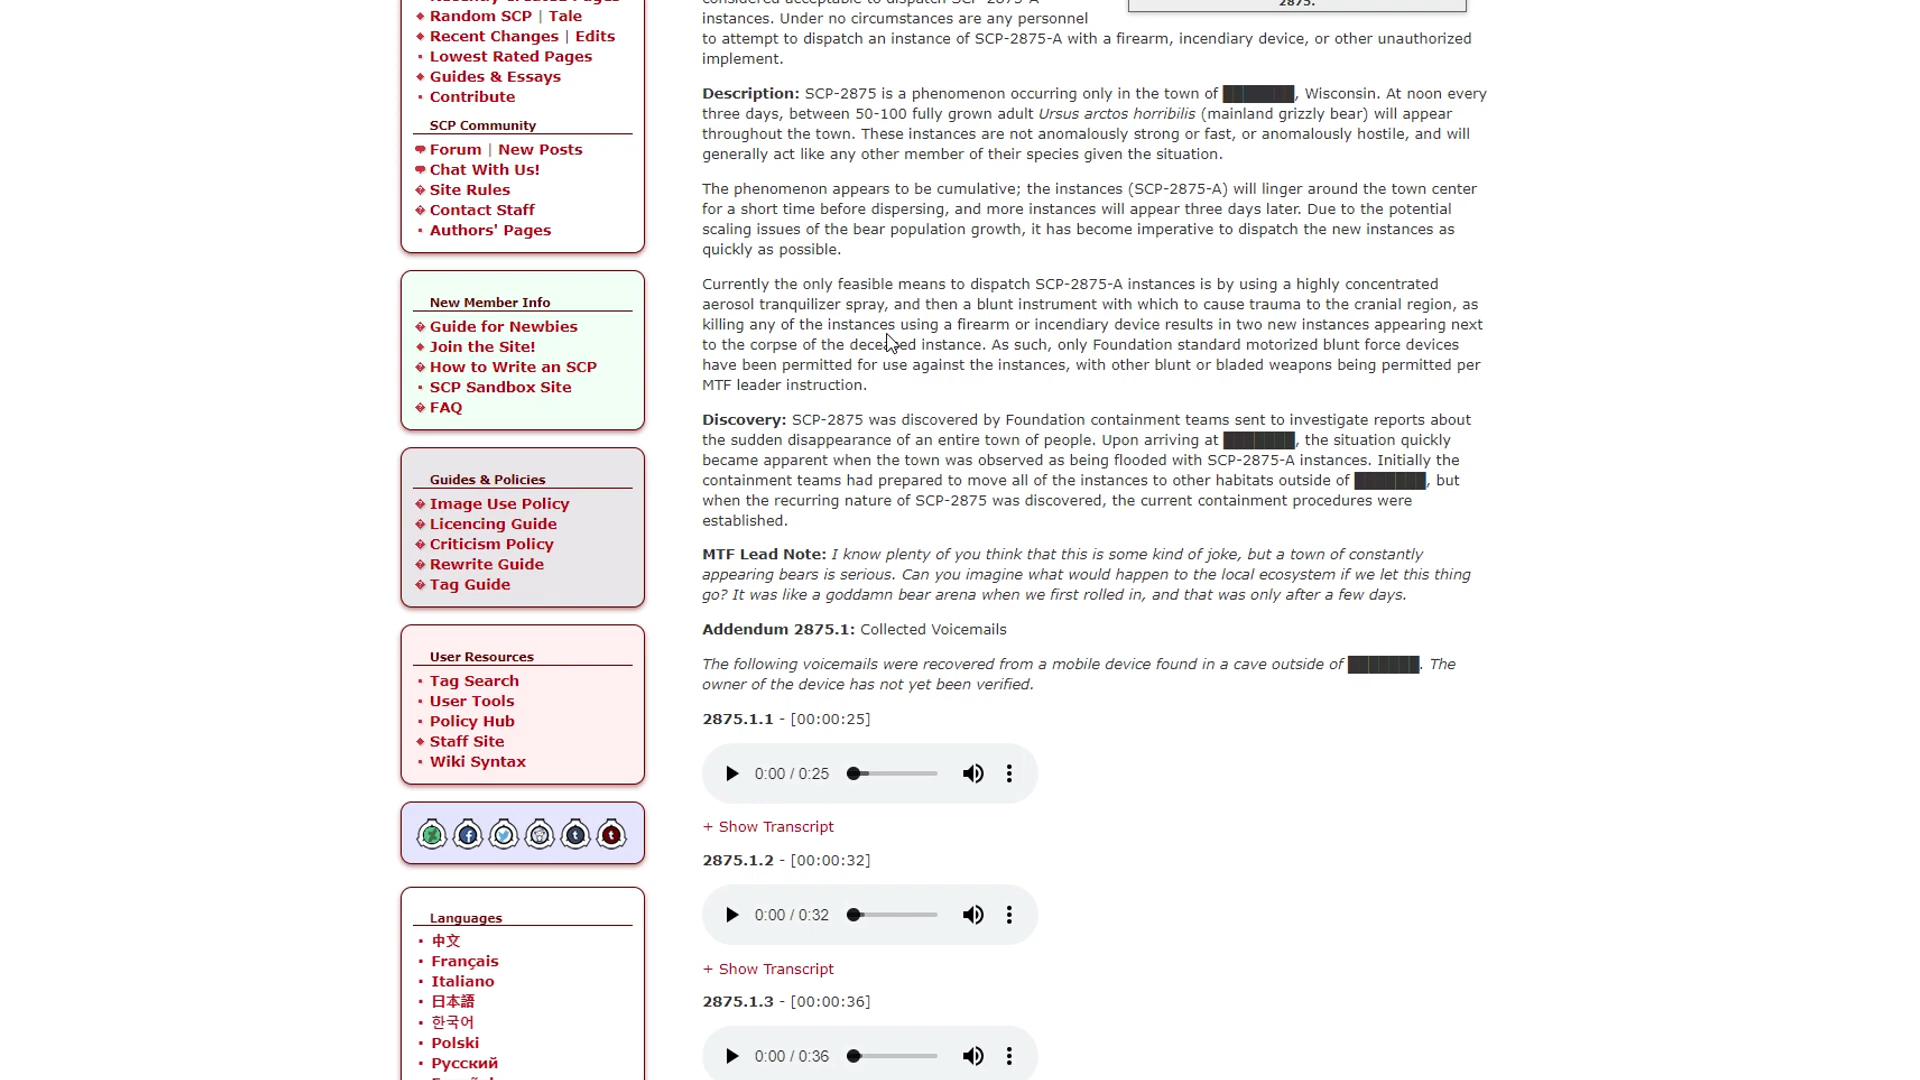 Random SCP | Tale
Recent Changes | Edits
Lowest Rated Pages
Guides & Essays
Contribute
SCP Community
Forum | New Posts
Chat With Us!
Site Rules
Contact Staff
Authors' Pages
New Member Info
Guide for Newbies
Join the Site!
How to Write an SCP
SCP Sandbox Site
FAQ
Guides & Policies
Image Use Policy
Licencing Guide
Criticism Policy
Rewrite Guide
Tag Guide
User Resources
Tag Search
User Tools
Policy Hub
Staff Site
Wiki Syntax
Languages
中文
Français
Italiano
日本語
한국어
Polski
Русский
2875.
considered acceptable to dispatch SCP-2875-A
instances. Under no circumstances are any personnel
to attempt to dispatch an instance of SCP-2875-A with a firearm, incendiary device, or other unauthorized
implement.
Description: SCP-2875 is a phenomenon occurring only in the town of ███████, Wisconsin. At noon every
three days, between 50-100 fully grown adult Ursus arctos horribilis (mainland grizzly bear) will appear
throughout the town. These instances are not anomalously strong or fast, or anomalously hostile, and will
generally act like any other member of their species given the situation.
The phenomenon appears to be cumulative; the instances (SCP-2875-A) will linger around the town center
for a short time before dispersing, and more instances will appear three days later. Due to the potential
scaling issues of the bear population growth, it has become imperative to dispatch the new instances as
quickly as possible.
Currently the only feasible means to dispatch SCP-2875-A instances is by using a highly concentrated
aerosol tranquilizer spray, and then a blunt instrument with which to cause trauma to the cranial region, as
killing any of the instances using a firearm or incendiary device results in two new instances appearing next
to the corpse of the deceased instance. As such, only Foundation standard motorized blunt force devices
have been permitted for use against the instances, with other blunt or bladed weapons being permitted per
MTF leader instruction.
Discovery: SCP-2875 was discovered by Foundation containment teams sent to investigate reports about
the sudden disappearance of an entire town of people. Upon arriving at ███████, the situation quickly
became apparent when the town was observed as being flooded with SCP-2875-A instances. Initially the
containment teams had prepared to move all of the instances to other habitats outside of ███████, but
when the recurring nature of SCP-2875 was discovered, the current containment procedures were
established.
MTF Lead Note: I know plenty of you think that this is some kind of joke, but a town of constantly
appearing bears is serious. Can you imagine what would happen to the local ecosystem if we let this thing
go? It was like a goddamn bear arena when we first rolled in, and that was only after a few days.
Addendum 2875.1: Collected Voicemails
The following voicemails were recovered from a mobile device found in a cave outside of ███████. The
owner of the device has not yet been verified.
2875.1.1 - [00:00:25]
0:00 / 0:25
+ Show Transcript
2875.1.2 - [00:00:32]
0:00 / 0:32
+ Show Transcript
2875.1.3 - [00:00:36]
0:00 / 0:36